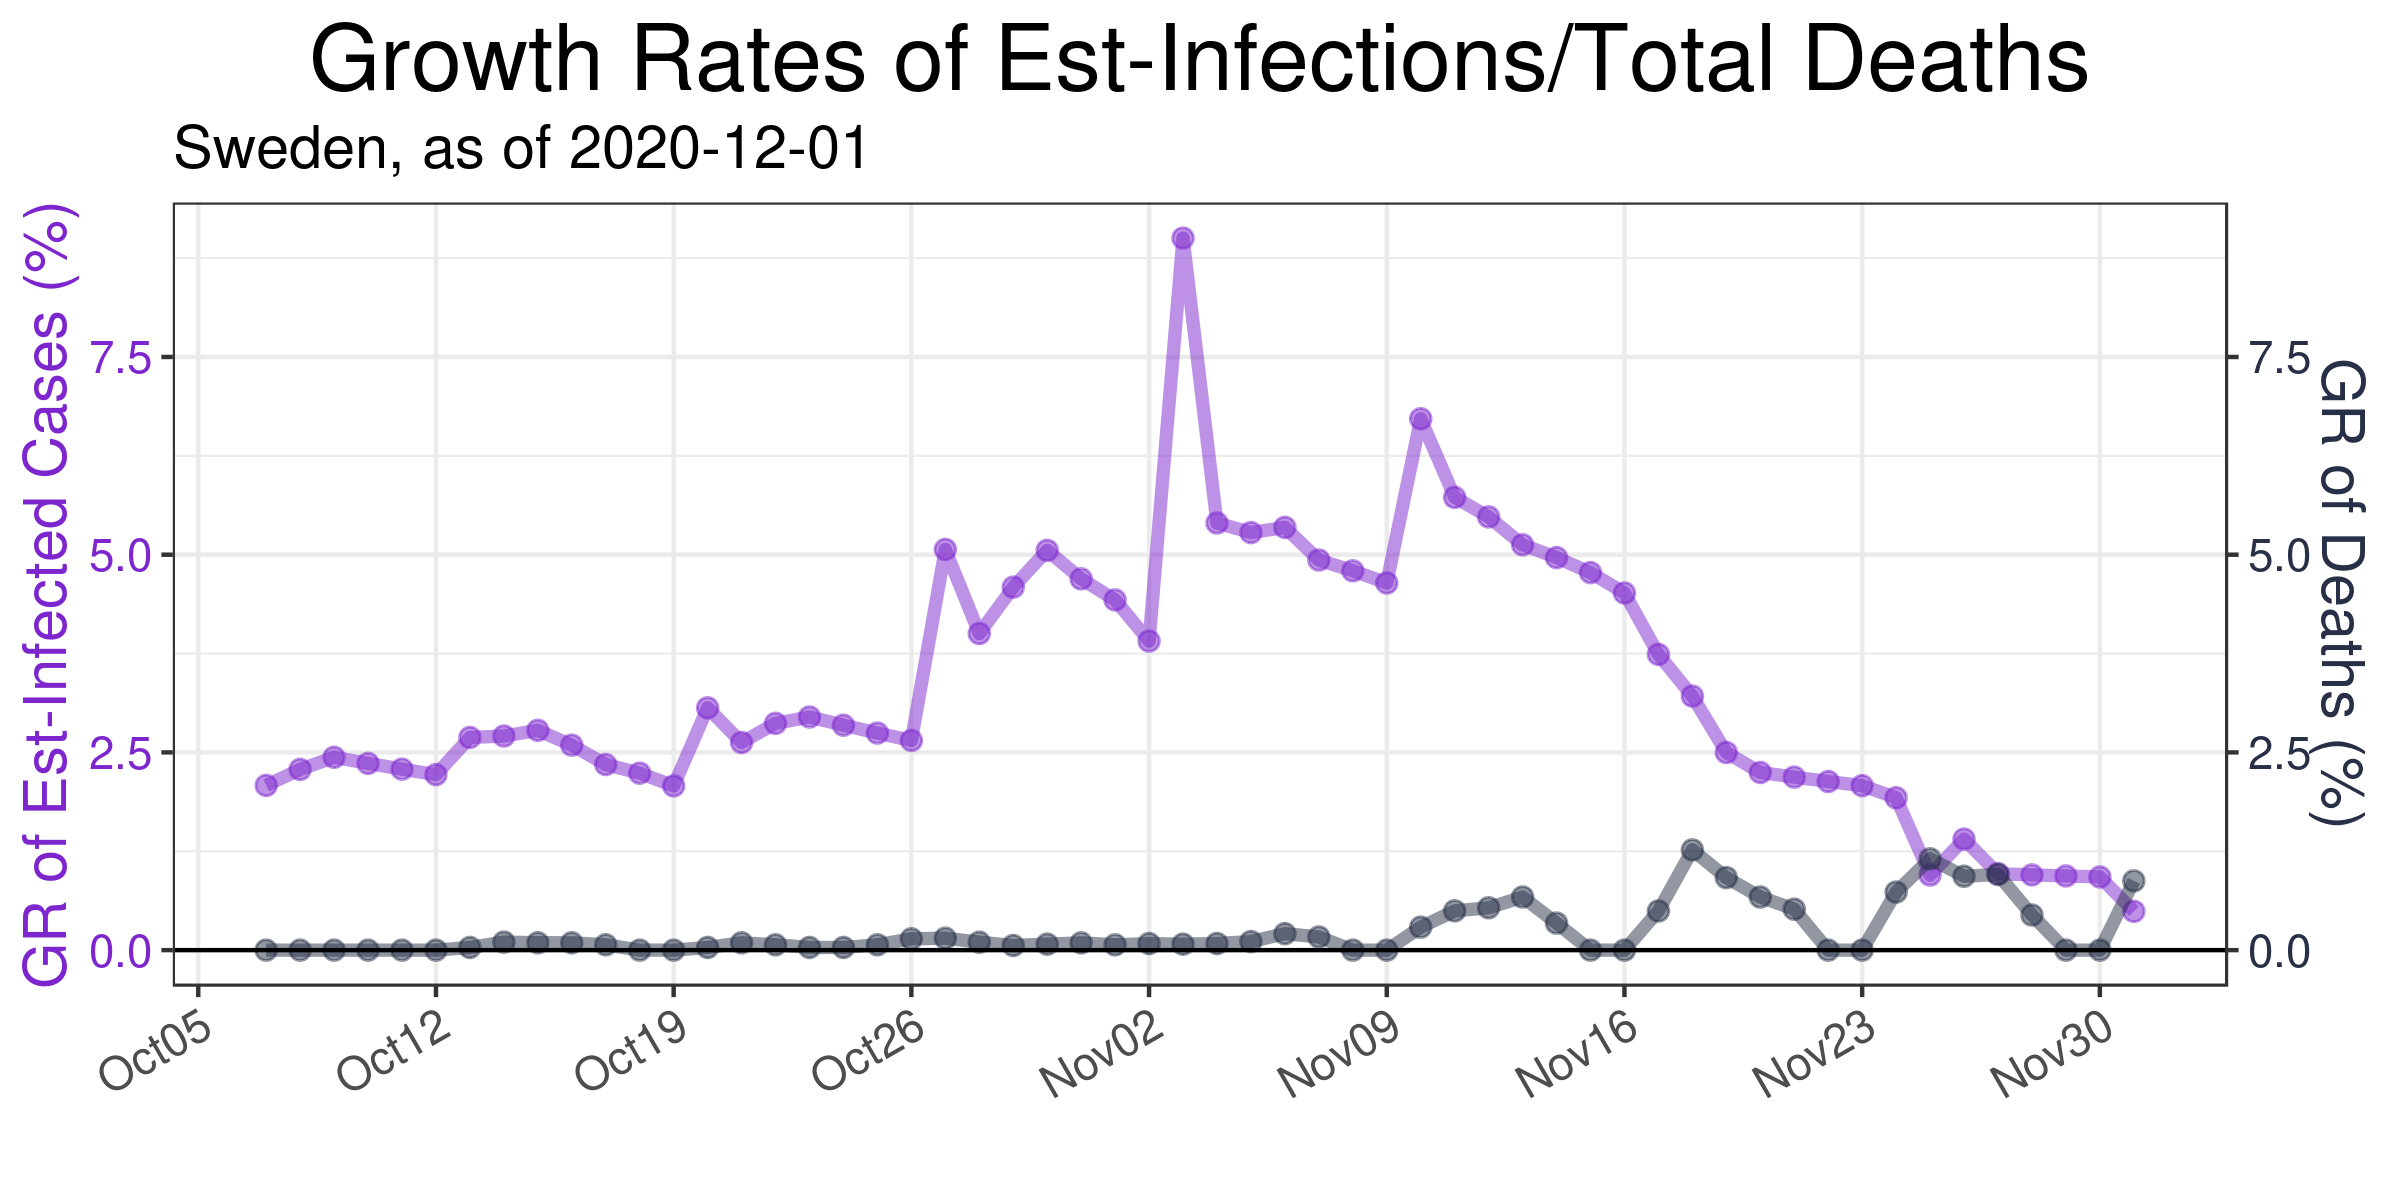 Growth Rates of Est-Infections/Total Deaths
Sweden, as of 2020-12-01
GR of Est-Infected Cases (%)
7.5
5.0
2.5
0.0
7.5
5.0
2.5
0.0
GR of Deaths (%)
Oct05
Oct12
Oct19
Oct26
Nov02
Nov09
Nov16
Nov23
Nov30